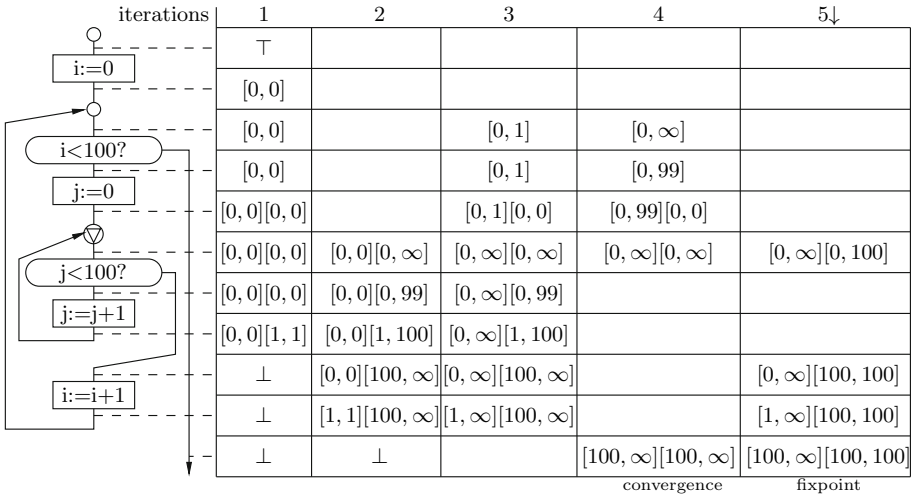 iterations 1 2 3 4 5↓
⊤
i:=0
[0, 0]
[0, 0] [0, 1] [0, ∞]
i<100?
[0, 0] [0, 1] [0, 99]
j:=0
[0, 0][0, 0] [0, 1][0, 0] [0, 99][0, 0]
[0, 0][0, 0] [0, 0][0, ∞] [0, ∞][0, ∞] [0, ∞][0, ∞] [0, ∞][0, 100]
j<100?
[0, 0][0, 0] [0, 0][0, 99] [0, ∞][0, 99]
j:=j+1
[0, 0][1, 1] [0, 0][1, 100] [0, ∞][1, 100]
⊥ [0, 0][100, ∞] [0, ∞][100, ∞] [0, ∞][100, 100]
i:=i+1
⊥ [1, 1][100, ∞] [1, ∞][100, ∞] [1, ∞][100, 100]
⊥ ⊥ [100, ∞][100, ∞] [100, ∞][100, 100]
convergence fixpoint